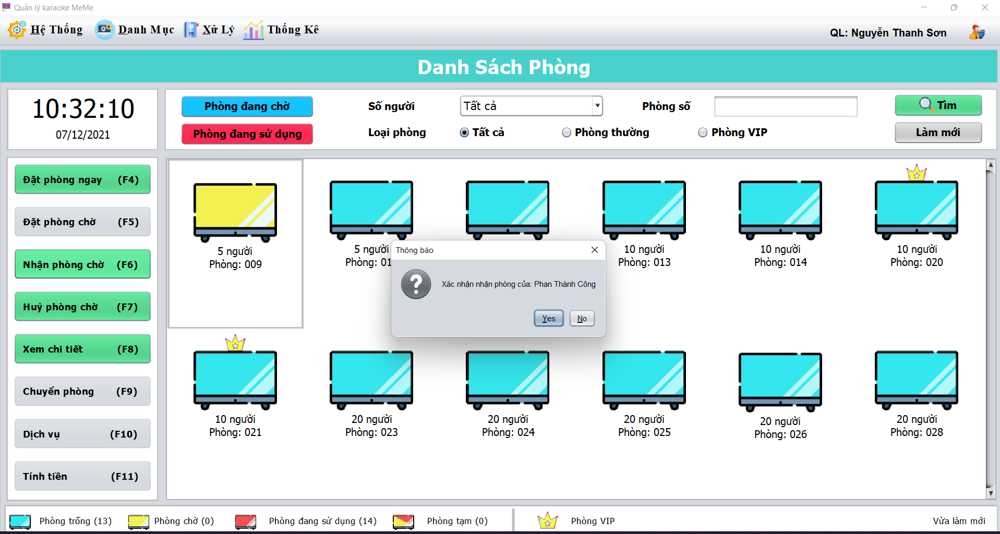 Quản lý karaoke MeMe
Hệ Thống Danh Mục Xử Lý Thống Kê
QL: Nguyễn Thanh Sơn
Danh Sách Phòng
10:32:10
07/12/2021
Phòng đang chờ
Phòng đang sử dụng
Số người Tất cả
Phòng số
Tìm
Loại phòng Tất cả Phòng thường Phòng VIP
Làm mới
Đặt phòng ngay (F4)
Đặt phòng chờ (F5)
Nhận phòng chờ (F6)
Huỷ phòng chờ (F7)
Xem chi tiết (F8)
Chuyển phòng (F9)
Dịch vụ (F10)
Tính tiền (F11)
5 người
Phòng: 009
5 người
Phòng: 01
10 người
Phòng: 013
10 người
Phòng: 014
10 người
Phòng: 020
Thông báo
Xác nhận nhận phòng của: Phan Thành Công
Yes No
10 người
Phòng: 021
20 người
Phòng: 023
20 người
Phòng: 024
20 người
Phòng: 025
20 người
Phòng: 026
20 người
Phòng: 028
Phòng trống (13) Phòng chờ (0) Phòng đang sử dụng (14) Phòng tạm (0) Phòng VIP Vừa làm mới